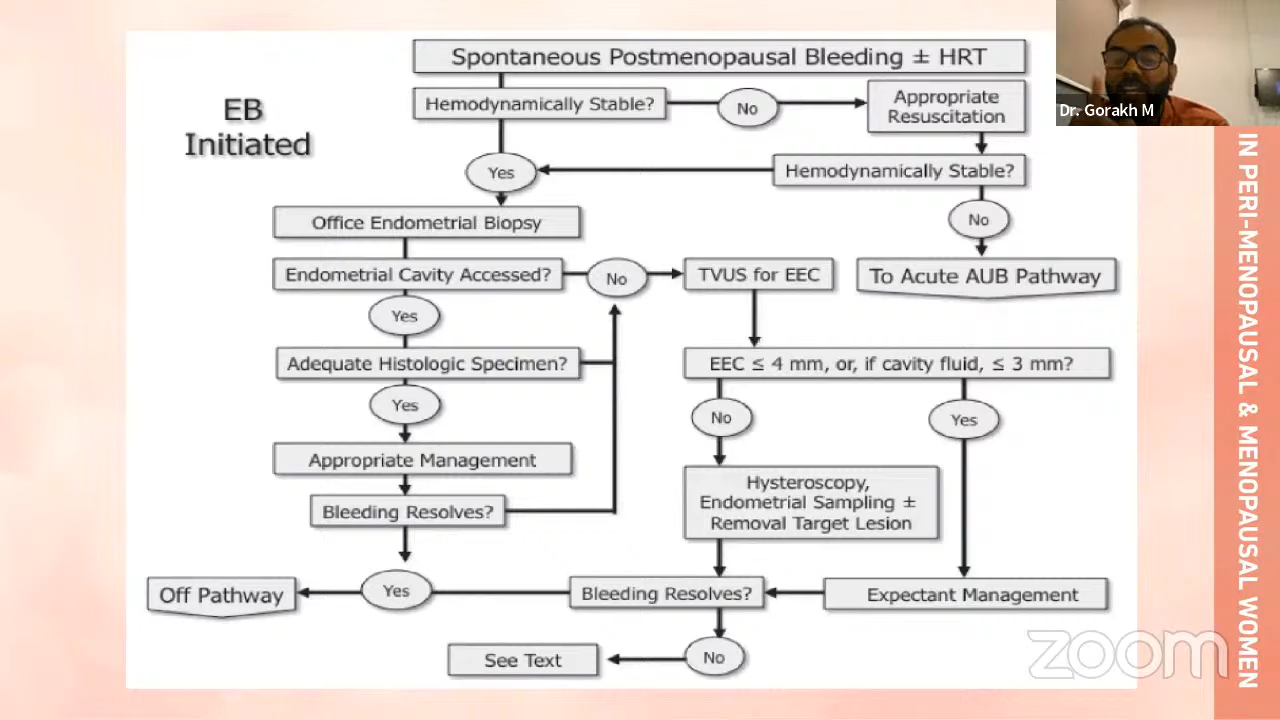 Spontaneous Postmenopausal Bleeding ± HRT
EB
Initiated
Hemodynamically Stable?
No
Appropriate
Resuscitation
Dr. Gorakh M
Yes
Hemodynamically Stable?
No
To Acute AUB Pathway
Office Endometrial Biopsy
Endometrial Cavity Accessed?
No
TVUS for EEC
Yes
Adequate Histologic Specimen?
EEC ≤ 4 mm, or, if cavity fluid, ≤ 3 mm?
Yes
No
Yes
Appropriate Management
Hysteroscopy,
Endometrial Sampling ±
Removal Target Lesion
Bleeding Resolves?
Off Pathway
Yes
Bleeding Resolves?
Expectant Management
See Text
No
zoom
IN PERI-MENOPAUSAL & MENOPAUSAL WOMEN